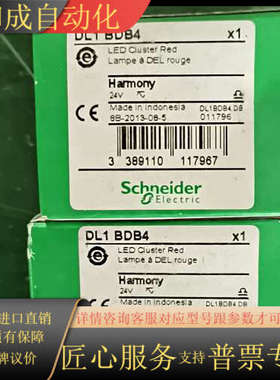 成自动化
DL1 BDB4
x1
LED Cluster Red
Lampe à DEL rouge
Harmony
24V
Made in Indonesia
DL1BDB4.DB
6B-2013-08-5
011796
3 389110 117967
Schneider
Electric
DL1 BDB4
x1
LED Cluster Red
Lampe à DEL rouge
Harmony
24V
Made in Indonesia
DL1BDB4.DB
进口直销
有保障
牌议价
详情咨询客服对应型号跟参数才可
匠心服务 支持 普票专